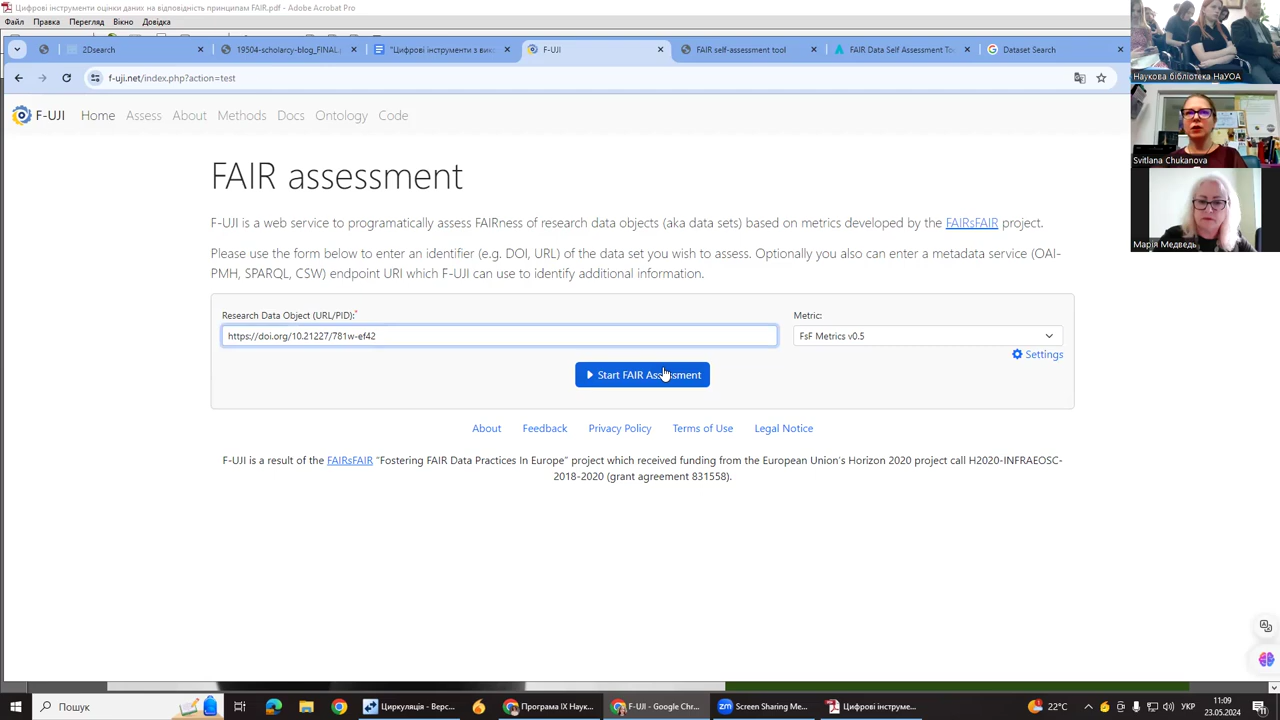 Цифрові інструменти оцінки даних на відповідність принципам FAIR.pdf - Adobe Acrobat Pro
Файл Правка Перегляд Вікно Довідка
2Dsearch
19504-scholarcy-blog_FINAL.
"Цифрові інструменти з вик
F-UJI
FAIR self-assessment tool
FAIR Data Self Assessment To
Dataset Search
f-uji.net/index.php?action=test
F-UJI Home Assess About Methods Docs Ontology Code
FAIR assessment
F-UJI is a web service to programatically assess FAIRness of research data objects (aka data sets) based on metrics developed by the FAIRsFAIR project.
Please use the form below to enter an identifier (e.g. DOI, URL) of the data set you wish to assess. Optionally you also can enter a metadata service (OAI-
PMH, SPARQL, CSW) endpoint URI which F-UJI can use to identify additional information.
Research Data Object (URL/PID):*
Metric:
https://doi.org/10.21227/781w-ef42
FsF Metrics v0.5
Settings
Start FAIR Assessment
About Feedback Privacy Policy Terms of Use Legal Notice
F-UJI is a result of the FAIRsFAIR "Fostering FAIR Data Practices In Europe" project which received funding from the European Union's Horizon 2020 project call H2020-INFRAEOSC-
2018-2020 (grant agreement 831558).
Наукова бібліотека НаУОА
Svitlana Chukanova
Марія Медведь
Пошук
Циркуляція - Верс...
Програма ІХ Наук...
F-UJI - Google Chr...
Screen Sharing Me...
Цифрові інструме...
22°C
УКР
11:09
23.05.2024